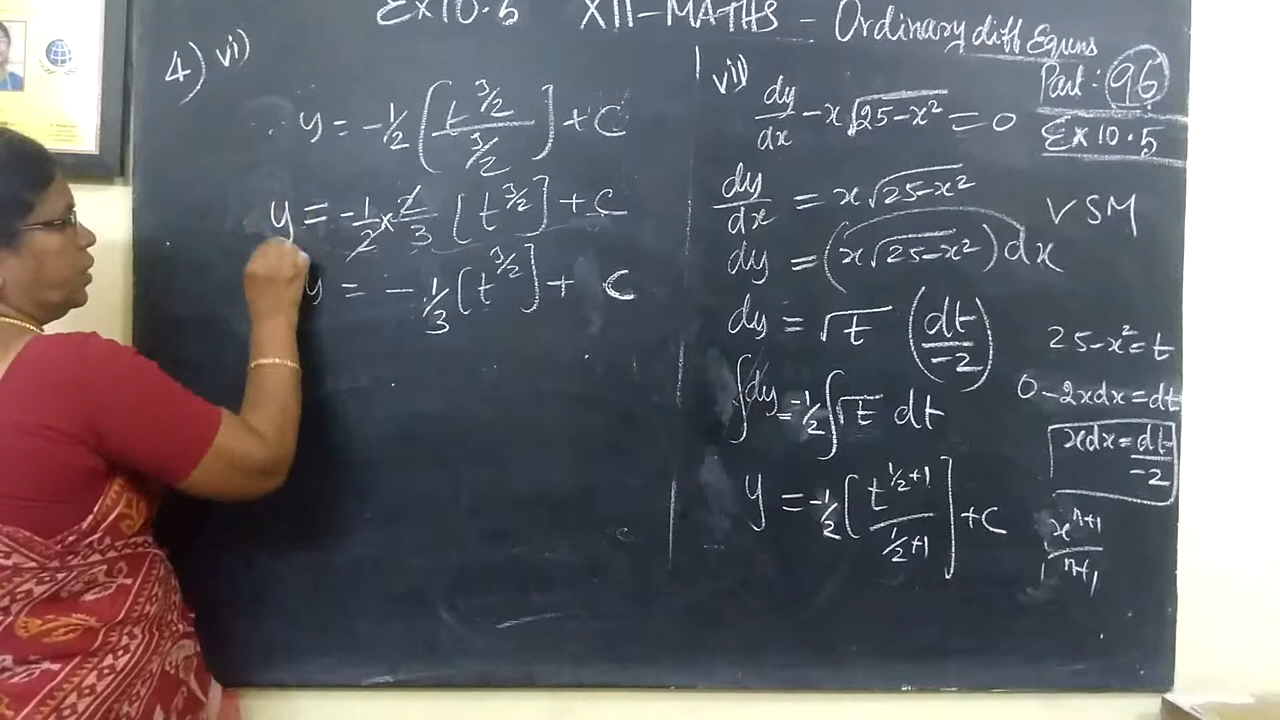 Ex 10.5 XII-MATHS - Ordinary diff Equns
Part: 96
Ex 10.5
VSM
4) vi)
y = -1/2 [t^(3/2) / (3/2)] + C
y = -1/2 × 2/3 [t^(3/2)] + C
y = -1/3 [t^(3/2)] + C
vii)
dy/dx - x√(25-x²) = 0
dy/dx = x√(25-x²)
dy = (x√(25-x²))dx
dy = √t (dt/-2)
∫dy = -1/2 ∫√t dt
y = -1/2 [t^(1/2+1) / (1/2+1)] + C
25-x² = t
0-2xdx = dt
xdx = dt/-2
x^(n+1) / n+1